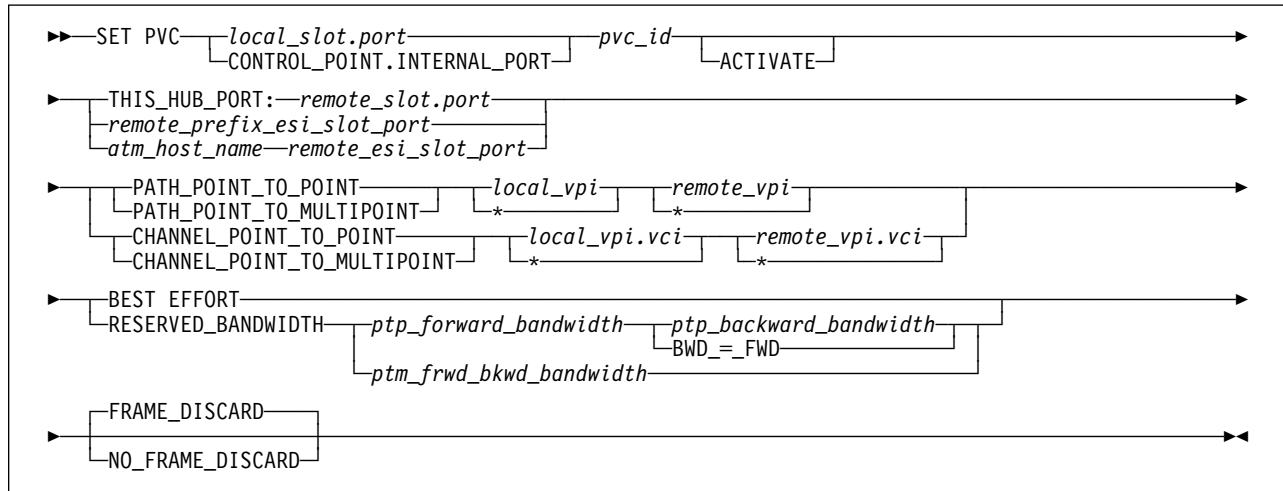 SET PVC local_slot.port pvc_id
CONTROL_POINT.INTERNAL_PORT ACTIVATE
THIS_HUB_PORT: remote_slot.port
remote_prefix_esi_slot_port
atm_host_name remote_esi_slot_port
PATH_POINT_TO_POINT local_vpi remote_vpi
PATH_POINT_TO_MULTIPOINT * *
CHANNEL_POINT_TO_POINT local_vpi.vci remote_vpi.vci
CHANNEL_POINT_TO_MULTIPOINT * *
BEST EFFORT
RESERVED_BANDWIDTH ptp_forward_bandwidth ptp_backward_bandwidth
BWD_=_FWD
ptm_frwd_bkwd_bandwidth
FRAME_DISCARD
NO_FRAME_DISCARD